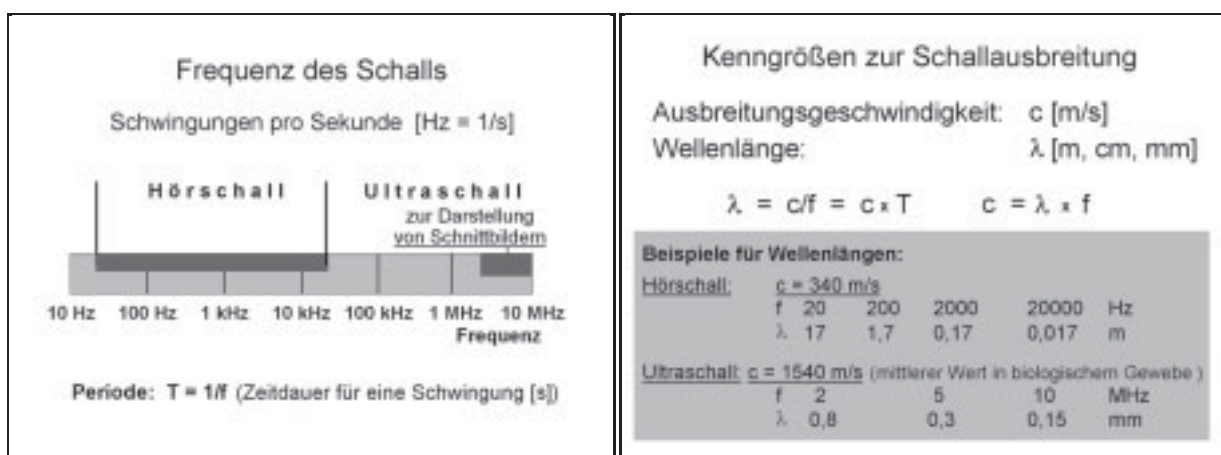 Frequenz des Schalls
Schwingungen pro Sekunde [Hz = 1/s]
Hörschall Ultraschall
zur Darstellung
von Schnittbildern
10 Hz 100 Hz 1 kHz 10 kHz 100 kHz 1 MHz 10 MHz
Frequenz
Periode: T = 1/f (Zeitdauer für eine Schwingung [s])
Kenngrößen zur Schallausbreitung
Ausbreitungsgeschwindigkeit: c [m/s]
Wellenlänge: λ [m, cm, mm]
λ = c/f = c x T c = λ x f
Beispiele für Wellenlängen:
Hörschall: c = 340 m/s
f 20 200 2000 20000 Hz
λ 17 1,7 0,17 0,017 m
Ultraschall: c = 1540 m/s (mittlerer Wert in biologischem Gewebe)
f 2 5 10 MHz
λ 0,8 0,3 0,15 mm